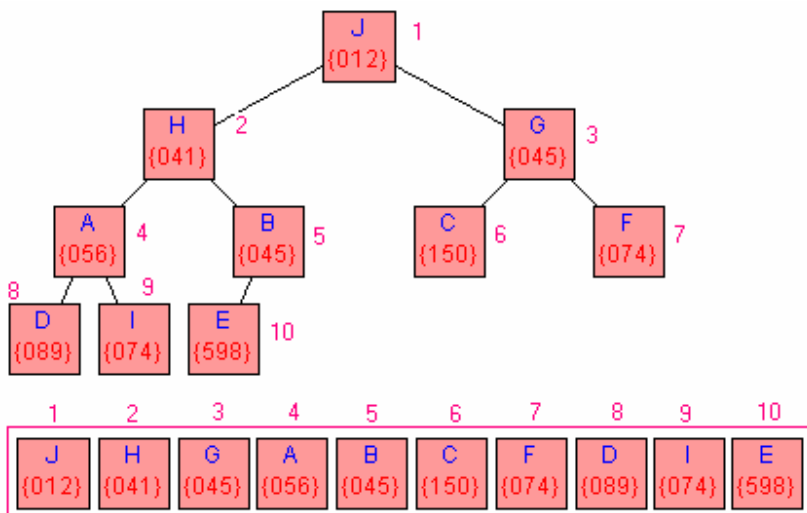 J 1
{012}
H 2 G 3
{041} {045}
A 4 B 5 C 6 F 7
{056} {045} {150} {074}
8 9
D I E 10
{089} {074} {598}
1 2 3 4 5 6 7 8 9 10
J H G A B C F D I E
{012} {041} {045} {056} {045} {150} {074} {089} {074} {598}